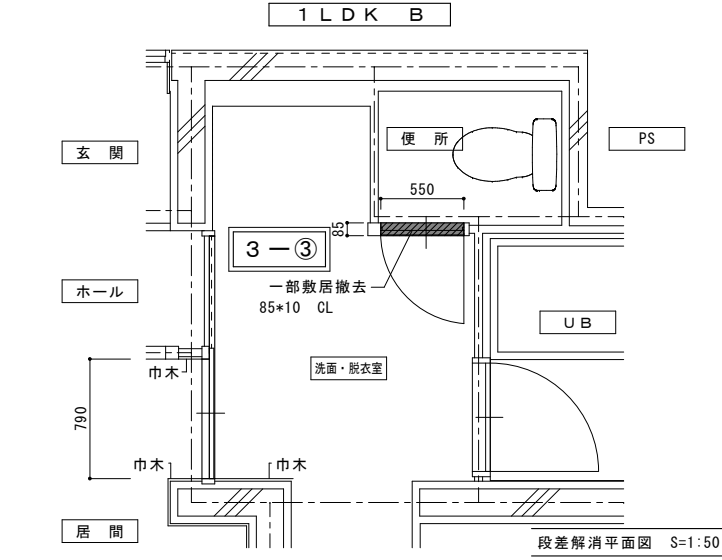 1LDK B
玄 関
便 所
PS
550
85
3－③
一部敷居撤去
85*10 CL
ホール
UB
洗面・脱衣室
巾木
790
巾木
巾木
居 間
段差解消平面図 S=1:50